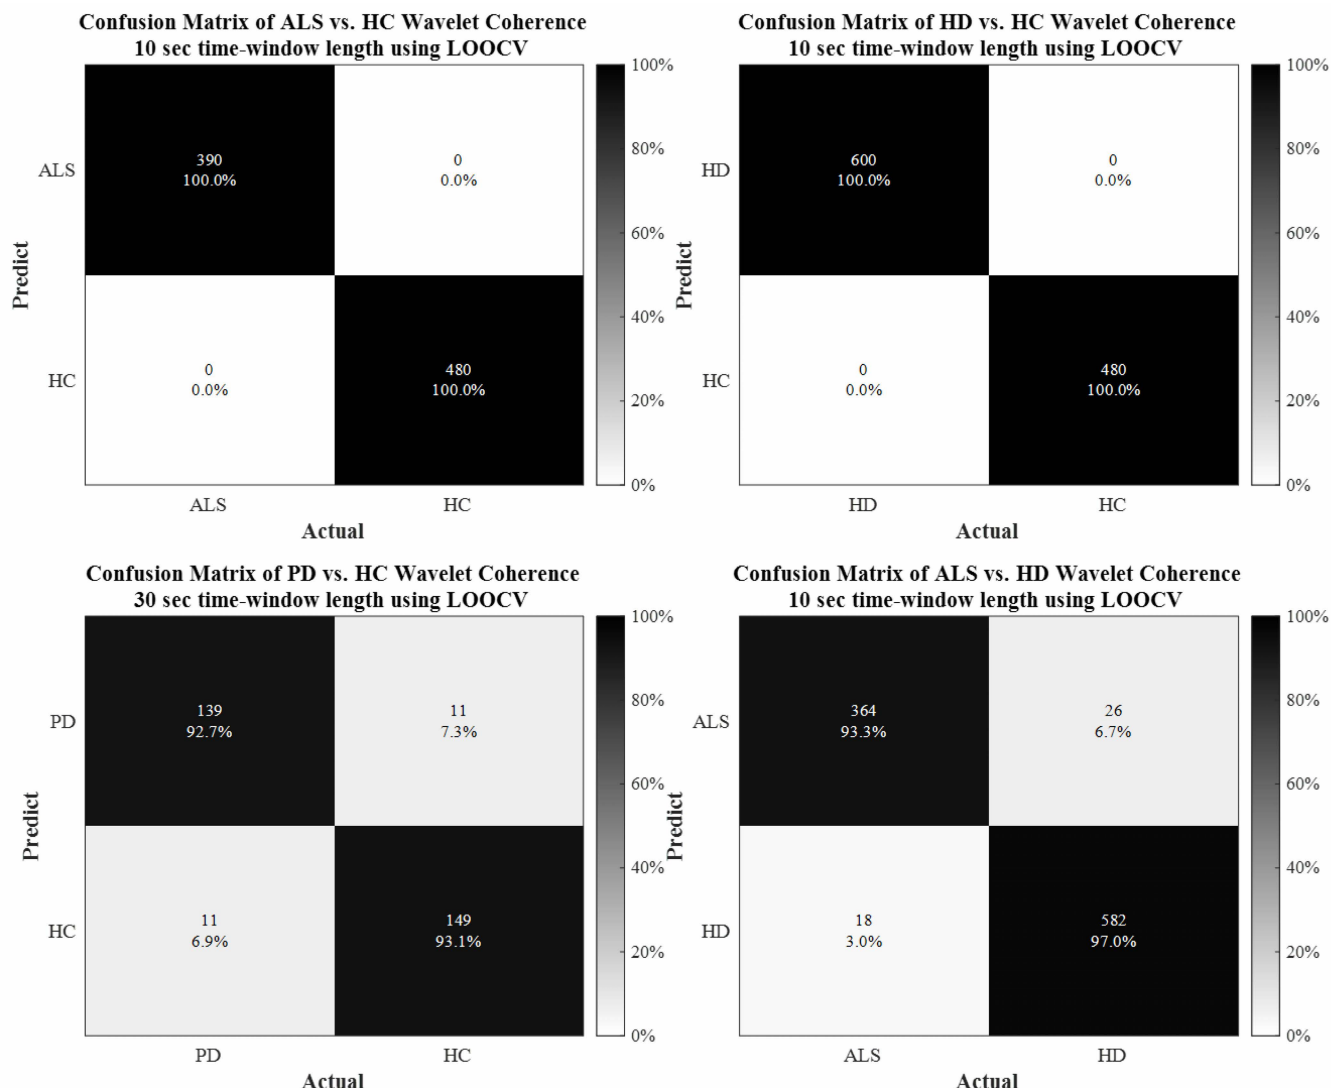 Confusion Matrix of ALS vs. HC Wavelet Coherence
10 sec time-window length using LOOCV
100%
80%
60%
40%
20%
0%
Predict
ALS
HC
390
100.0%
0
0.0%
0
0.0%
480
100.0%
ALS
HC
Actual
Confusion Matrix of HD vs. HC Wavelet Coherence
10 sec time-window length using LOOCV
100%
80%
60%
40%
20%
0%
Predict
HD
HC
600
100.0%
0
0.0%
0
0.0%
480
100.0%
HD
HC
Actual
Confusion Matrix of PD vs. HC Wavelet Coherence
30 sec time-window length using LOOCV
100%
80%
60%
40%
20%
0%
Predict
PD
HC
139
92.7%
11
7.3%
11
6.9%
149
93.1%
PD
HC
Actual
Confusion Matrix of ALS vs. HD Wavelet Coherence
10 sec time-window length using LOOCV
100%
80%
60%
40%
20%
0%
Predict
ALS
HD
364
93.3%
26
6.7%
18
3.0%
582
97.0%
ALS
HD
Actual